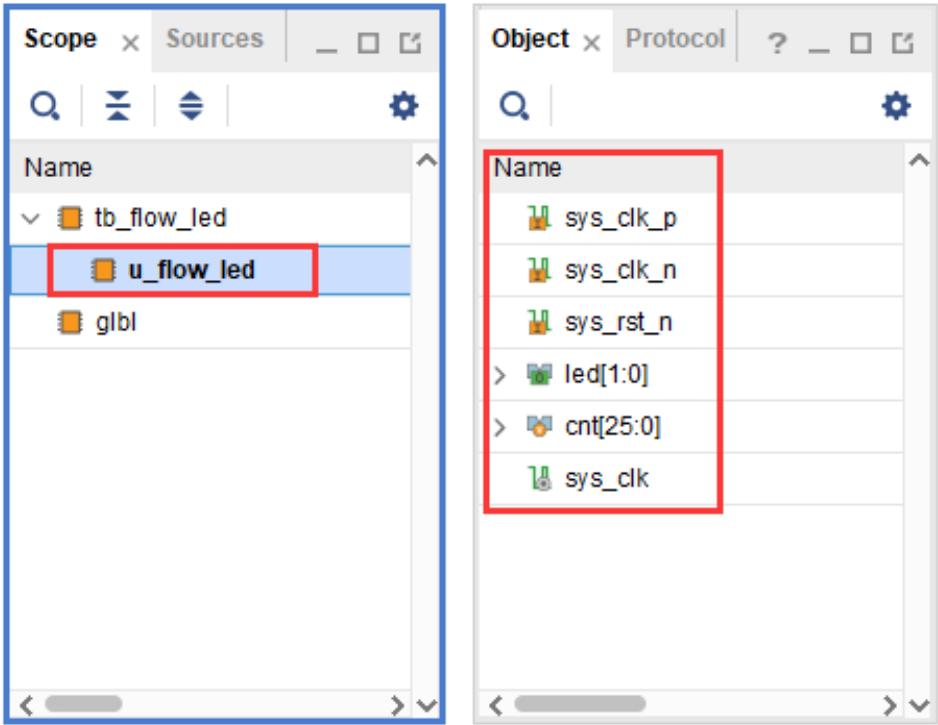 Scope Sources
Name
tb_flow_led
u_flow_led
glbl
Object Protocol ?
Name
sys_clk_p
sys_clk_n
sys_rst_n
led[1:0]
cnt[25:0]
sys_clk